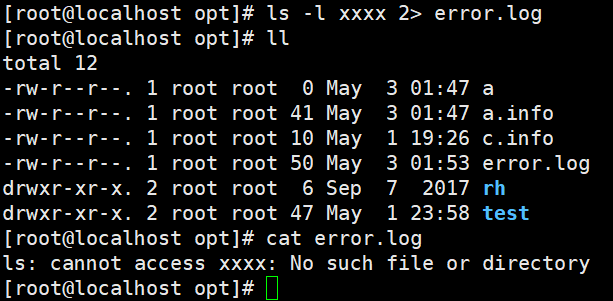 [root@localhost opt]# ls -l xxxx 2> error.log
[root@localhost opt]# ll
total 12
-rw-r--r--. 1 root root  0 May  3 01:47 a
-rw-r--r--. 1 root root 41 May  3 01:47 a.info
-rw-r--r--. 1 root root 10 May  1 19:26 c.info
-rw-r--r--. 1 root root 50 May  3 01:53 error.log
drwxr-xr-x. 2 root root  6 Sep  7  2017 rh
drwxr-xr-x. 2 root root 47 May  1 23:58 test
[root@localhost opt]# cat error.log
ls: cannot access xxxx: No such file or directory
[root@localhost opt]#